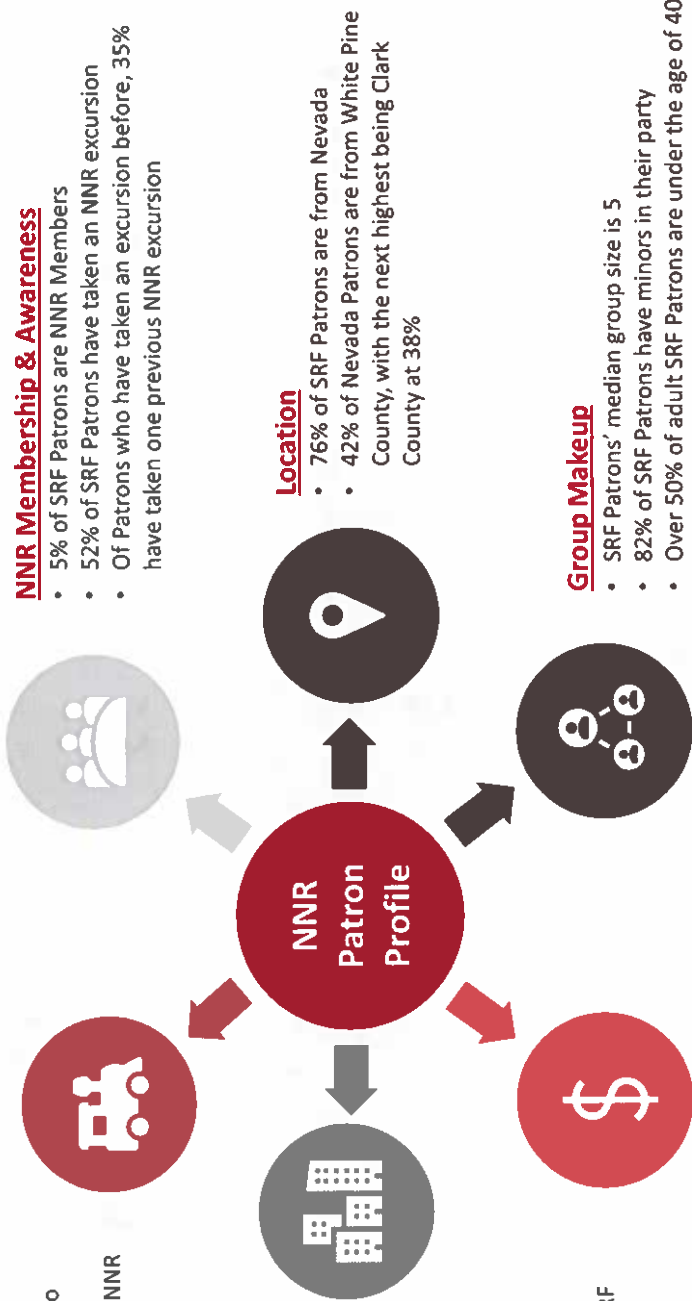 NNR Membership & Awareness
• 5% of SRF Patrons are NNR Members
• 52% of SRF Patrons have taken an NNR excursion
• Of Patrons who have taken an excursion before, 35%
have taken one previous NNR excursion
Location
• 76% of SRF Patrons are from Nevada
• 42% of Nevada Patrons are from White Pine
County, with the next highest being Clark
County at 38%
Group Makeup
• SRF Patrons' median group size is 5
• 82% of SRF Patrons have minors in their party
• Over 50% of adult SRF Patrons are under the age of 40
NNR
Patron
Profile
$
NNR